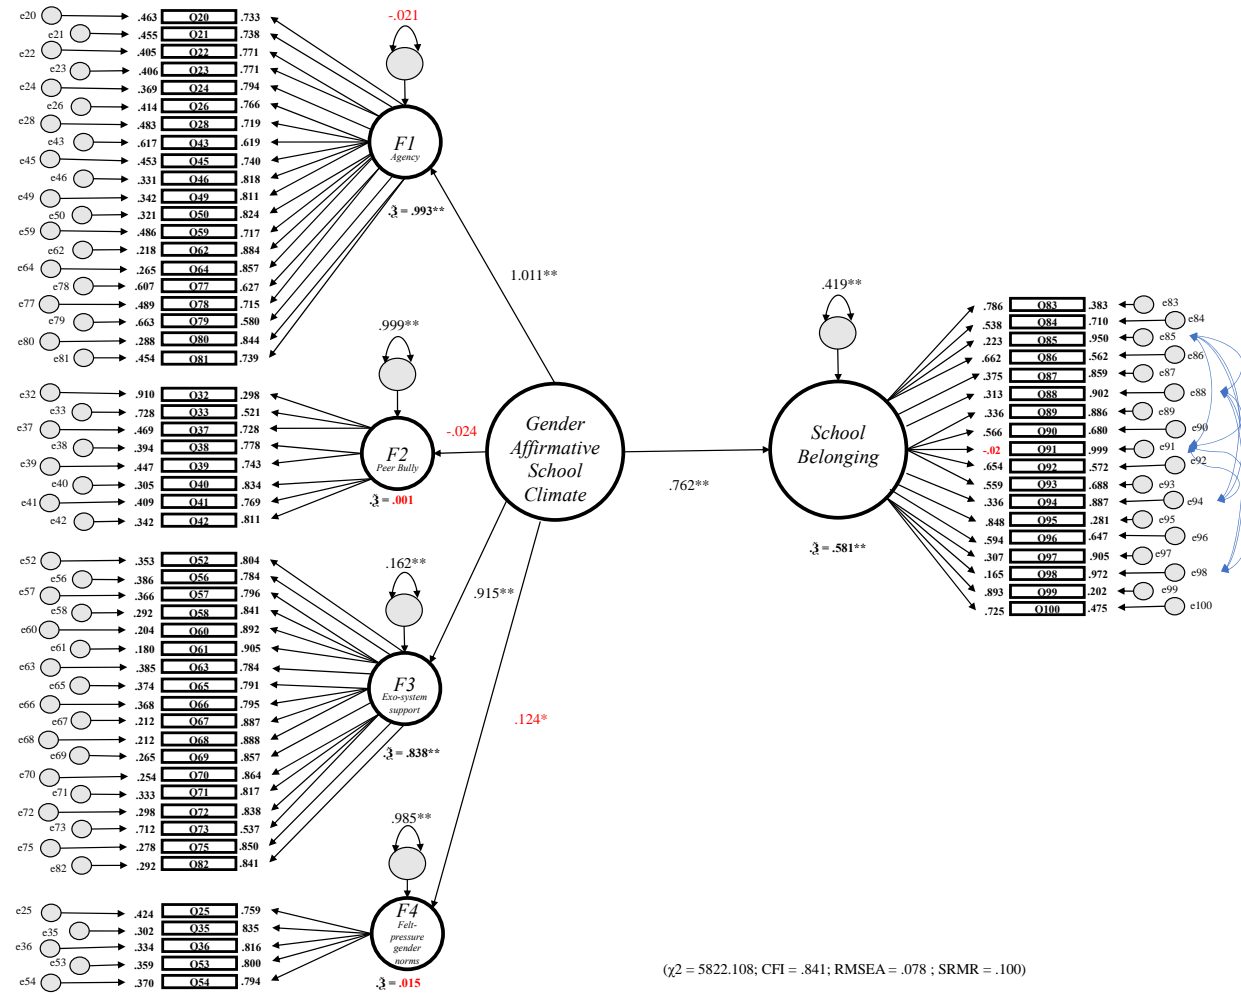 e20 .463 Q20 .733
e21 .455 Q21 .738
e22 .405 Q22 .771
e23 .406 Q23 .771
e24 .369 Q24 .794
e26 .414 Q26 .766
e28 .483 Q28 .719
e43 .617 Q43 .619
e45 .453 Q45 .740
e46 .331 Q46 .818
e49 .342 Q49 .811
e50 .321 Q50 .824
e59 .486 Q59 .717
e62 .218 Q62 .884
e64 .265 Q64 .857
e78 .607 Q77 .627
e77 .489 Q78 .715
e79 .663 Q79 .580
e80 .288 Q80 .844
e81 .454 Q81 .739
-.021
F1
Agency
= .993**
1.011**
e32 .910 Q32 .298
e33 .728 Q33 .521
e37 .469 Q37 .728
e38 .394 Q38 .778
e39 .447 Q39 .743
e40 .305 Q40 .834
e41 .409 Q41 .769
e42 .342 Q42 .811
.999**
F2
Peer Bully
= .001
-.024
Gender
Affirmative
School
Climate
.762**
.419**
School
Belonging
= .581**
.786 Q83 .383 e83
.538 Q84 .710 e84
.223 Q85 .950 e85
.662 Q86 .562 e86
.375 Q87 .859 e87
.313 Q88 .902 e88
.336 Q89 .886 e89
.566 Q90 .680 e90
-.02 Q91 .999 e91
.654 Q92 .572 e92
.559 Q93 .688 e93
.336 Q94 .887 e94
.848 Q95 .281 e95
.594 Q96 .647 e96
.307 Q97 .905 e97
.165 Q98 .972 e98
.893 Q99 .202 e99
.725 Q100 .475 e100
e52 .353 Q52 .804
e56 .386 Q56 .784
e57 .366 Q57 .796
e58 .292 Q58 .841
e60 .204 Q60 .892
e61 .180 Q61 .905
e63 .385 Q63 .784
e65 .374 Q65 .791
e66 .368 Q66 .795
e67 .212 Q67 .887
e68 .212 Q68 .888
e69 .265 Q69 .857
e70 .254 Q70 .864
e71 .333 Q71 .817
e72 .298 Q72 .838
e73 .712 Q73 .537
e75 .278 Q75 .850
e82 .292 Q82 .841
.162**
F3
Exo-system
support
= .838**
.915**
.124*
e25 .424 Q25 .759
e35 .302 Q35 835
e36 .334 Q36 .816
e53 .359 Q53 .800
e54 .370 Q54 .794
.985**
F4
Felt-
pressure
gender
norms
= .015
(χ2 = 5822.108; CFI = .841; RMSEA = .078 ; SRMR = .100)